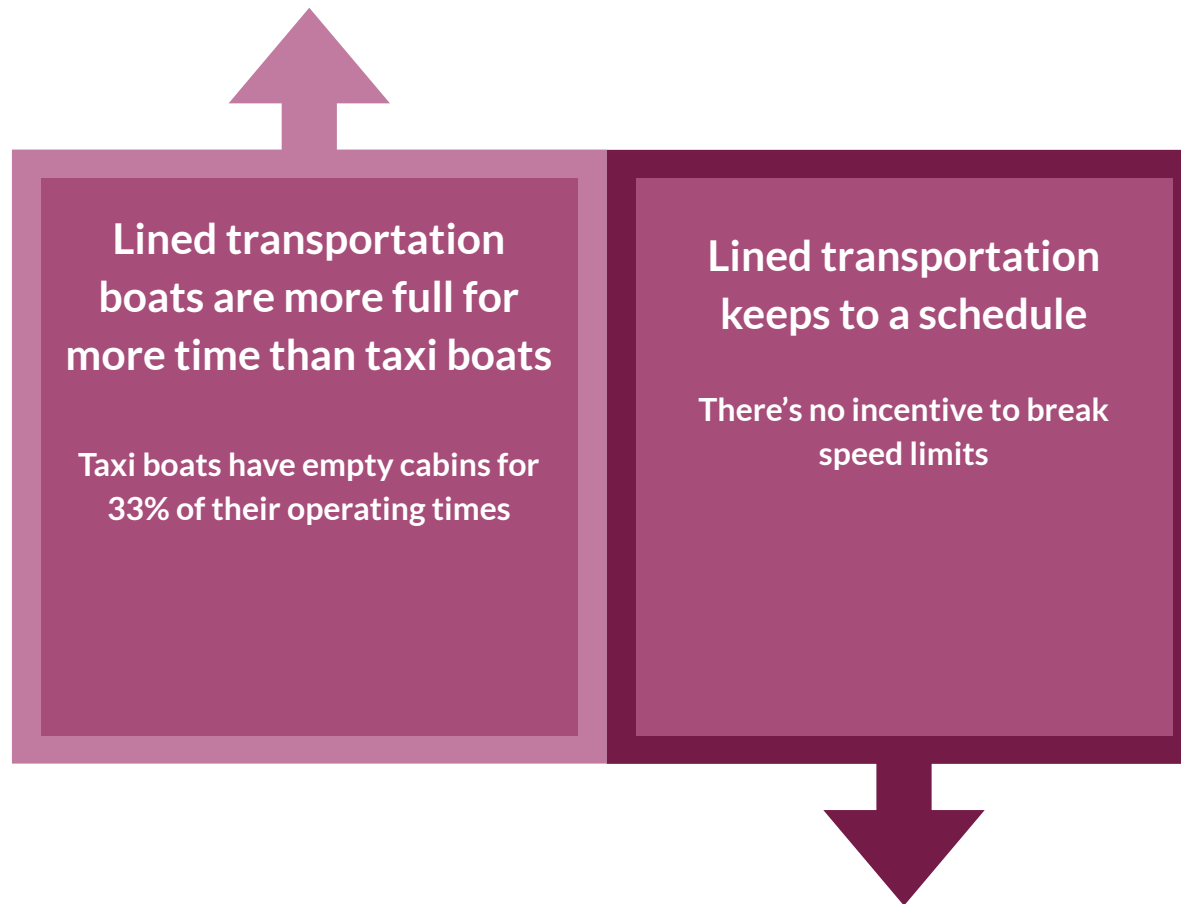 Lined transportation
boats are more full for
more time than taxi boats
Taxi boats have empty cabins for
33% of their operating times
Lined transportation
keeps to a schedule
There’s no incentive to break
speed limits